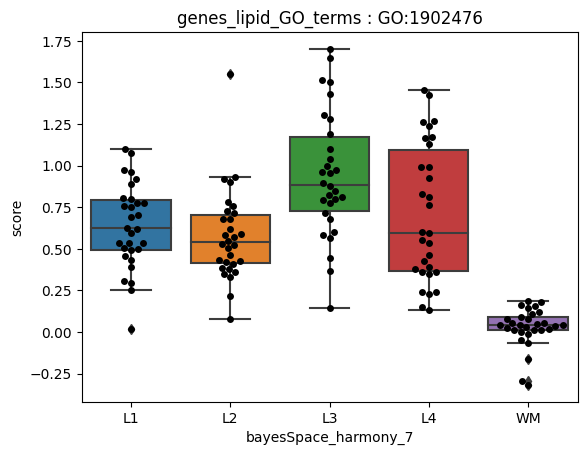 genes_lipid_GO_terms : GO:1902476
1.75
1.50
1.25
1.00
0.75
0.50
0.25
0.00
−0.25
score
L1 L2 L3 L4 WM
bayesSpace_harmony_7